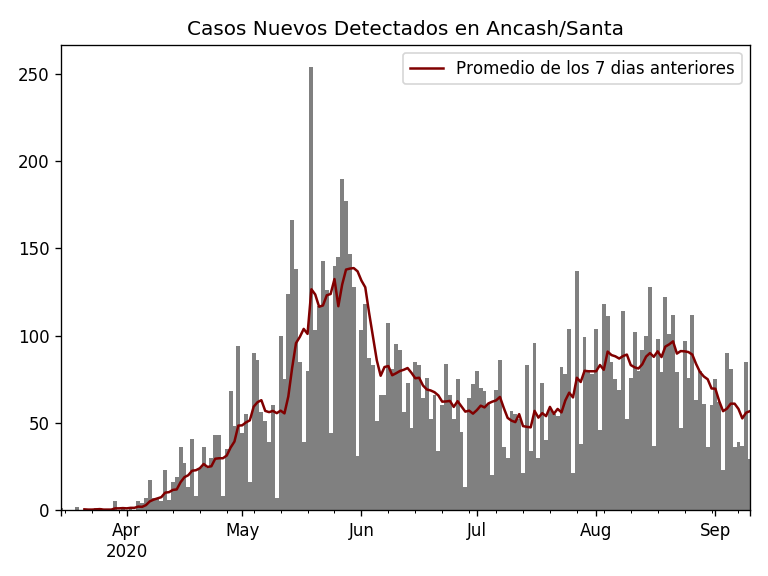 Casos Nuevos Detectados en Ancash/Santa
Promedio de los 7 dias anteriores
250
200
150
100
50
0
Apr May Jun Jul Aug Sep
2020